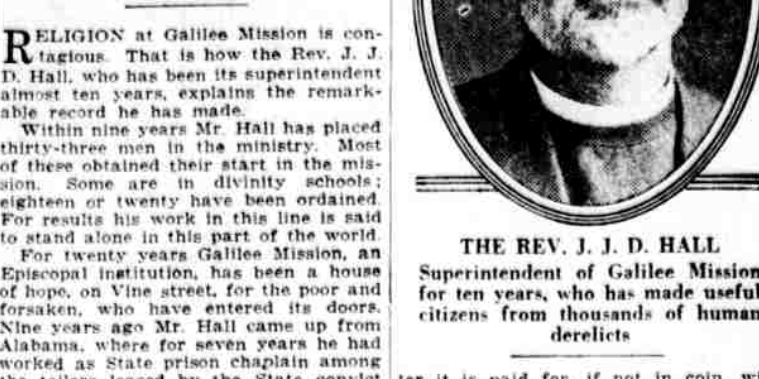 RELIGION at Galilee Mission is con-
tagious. That is how the Rev. J. J.
D. Hall, who has been its superintendent
almost ten years, explains the remark-
able record he has made.
Within nine years Mr. Hall has placed
thirty-three men in the ministry. Most
of these obtained their start in the mis-
sion. Some are in divinity schools;
eighteen or twenty have been ordained.
For results his work in this line is said
to stand alone in this part of the world.
For twenty years Galilee Mission, an
Episcopal institution, has been a house
of hope, on Vine street, for the poor and
forsaken, who have entered its doors.
Nine years ago Mr. Hall came up from
Alabama, where for seven years he had
worked as State prison chaplain among
the toilers leased by the State convict
THE REV. J. J. D. HALL
Superintendent of Galilee Mission
for ten years, who has made useful
citizens from thousands of human
derelicts
it is paid for, if not in coin,